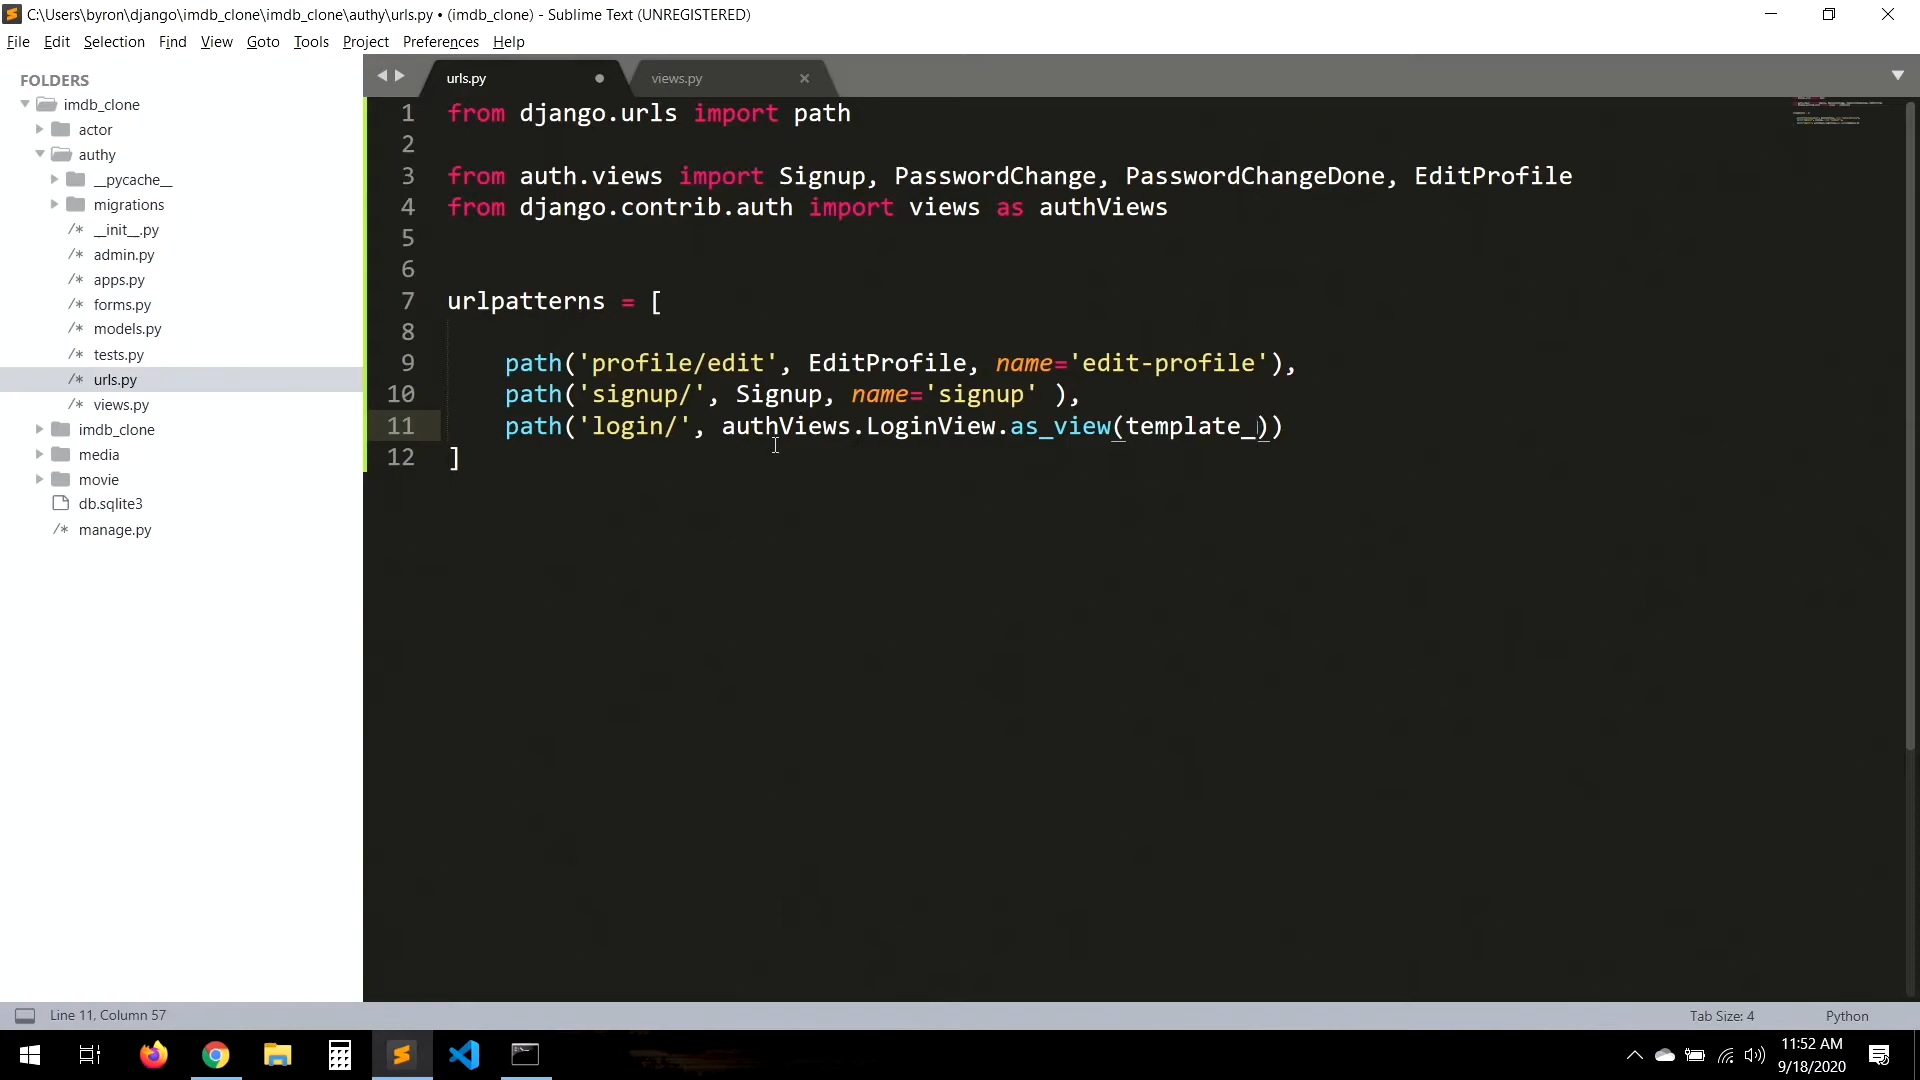 C:\Users\byron\django\imdb_clone\imdb_clone\authy\urls.py • (imdb_clone) - Sublime Text (UNREGISTERED)
File Edit Selection Find View Goto Tools Project Preferences Help
FOLDERS
imdb_clone
actor
authy
__pycache__
migrations
/* __init__.py
/* admin.py
/* apps.py
/* forms.py
/* models.py
/* tests.py
/* urls.py
/* views.py
imdb_clone
media
movie
db.sqlite3
/* manage.py
urls.py views.py
1 from django.urls import path
2
3 from auth.views import Signup, PasswordChange, PasswordChangeDone, EditProfile
4 from django.contrib.auth import views as authViews
5
6
7 urlpatterns = [
8
9 path('profile/edit', EditProfile, name='edit-profile'),
10 path('signup/', Signup, name='signup' ),
11 path('login/', authViews.LoginView.as_view(template_))
12 ]
Line 11, Column 57 Tab Size: 4 Python
11:52 AM
9/18/2020